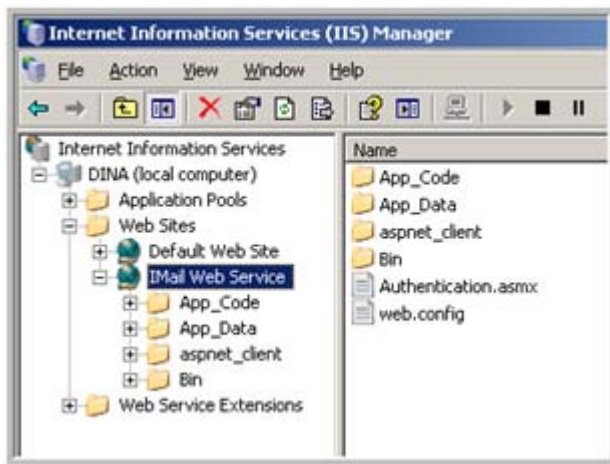 Internet Information Services (IIS) Manager
File Action View Window Help
Internet Information Services
DINA (local computer)
Application Pools
Web Sites
Default Web Site
IMail Web Service
App_Code
App_Data
aspnet_client
Bin
Web Service Extensions
Name
App_Code
App_Data
aspnet_client
Bin
Authentication.asmx
web.config